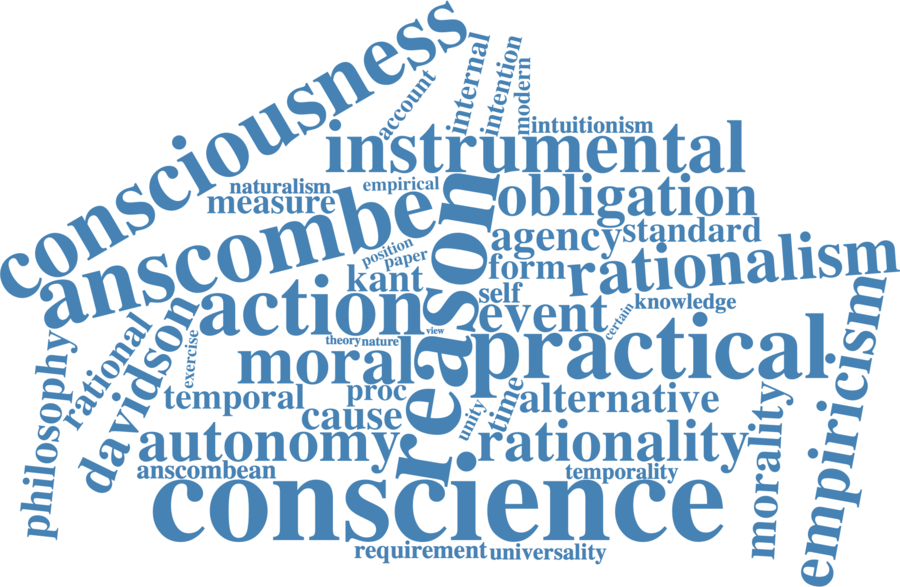 consciousness
account
internal
intention
modern
intuitionism
instrumental
naturalism
empirical
measure
obligation
anscombe
reason
agency
standard
position
paper
kant
form
rationalism
self
action
event
certain
knowledge
view
theory
nature
practical
philosophy
rational
davidson
exercise
moral
empiricism
temporal
proc
cause
unity
time
alternative
morality
autonomy
rationality
anscombean
temporality
conscience
requirement
universality